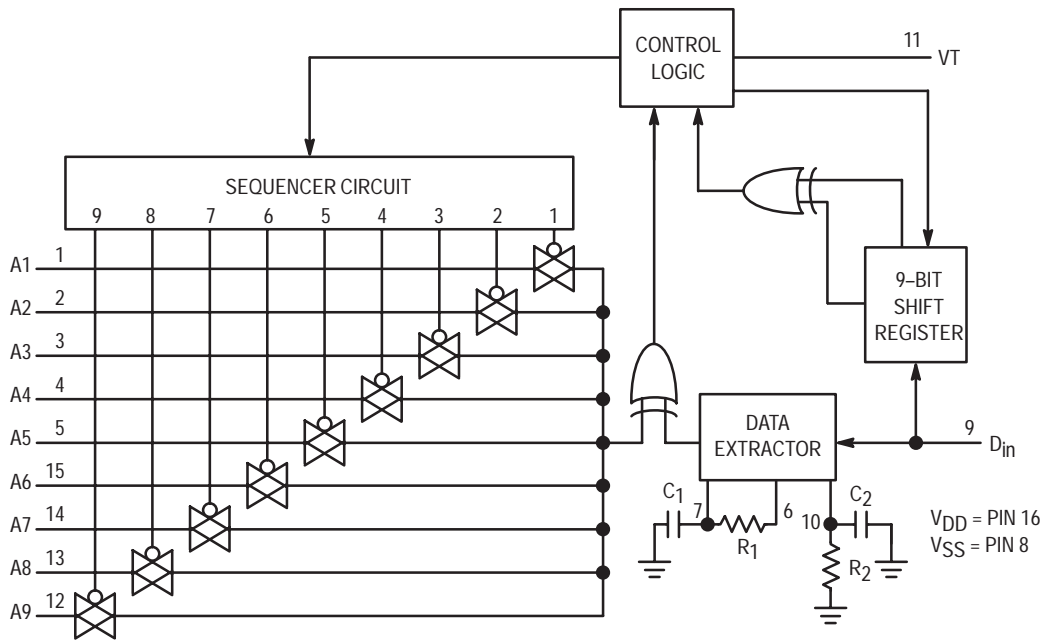 CONTROL
LOGIC
11
VT
SEQUENCER CIRCUIT
9 8 7 6 5 4 3 2 1
A1 1
A2 2
A3 3
A4 4
A5 5
A6 15
A7 14
A8 13
A9 12
9–BIT
SHIFT
REGISTER
DATA
EXTRACTOR
9
Din
C1
7
R1
6
10
C2
R2
VDD = PIN 16
VSS = PIN 8